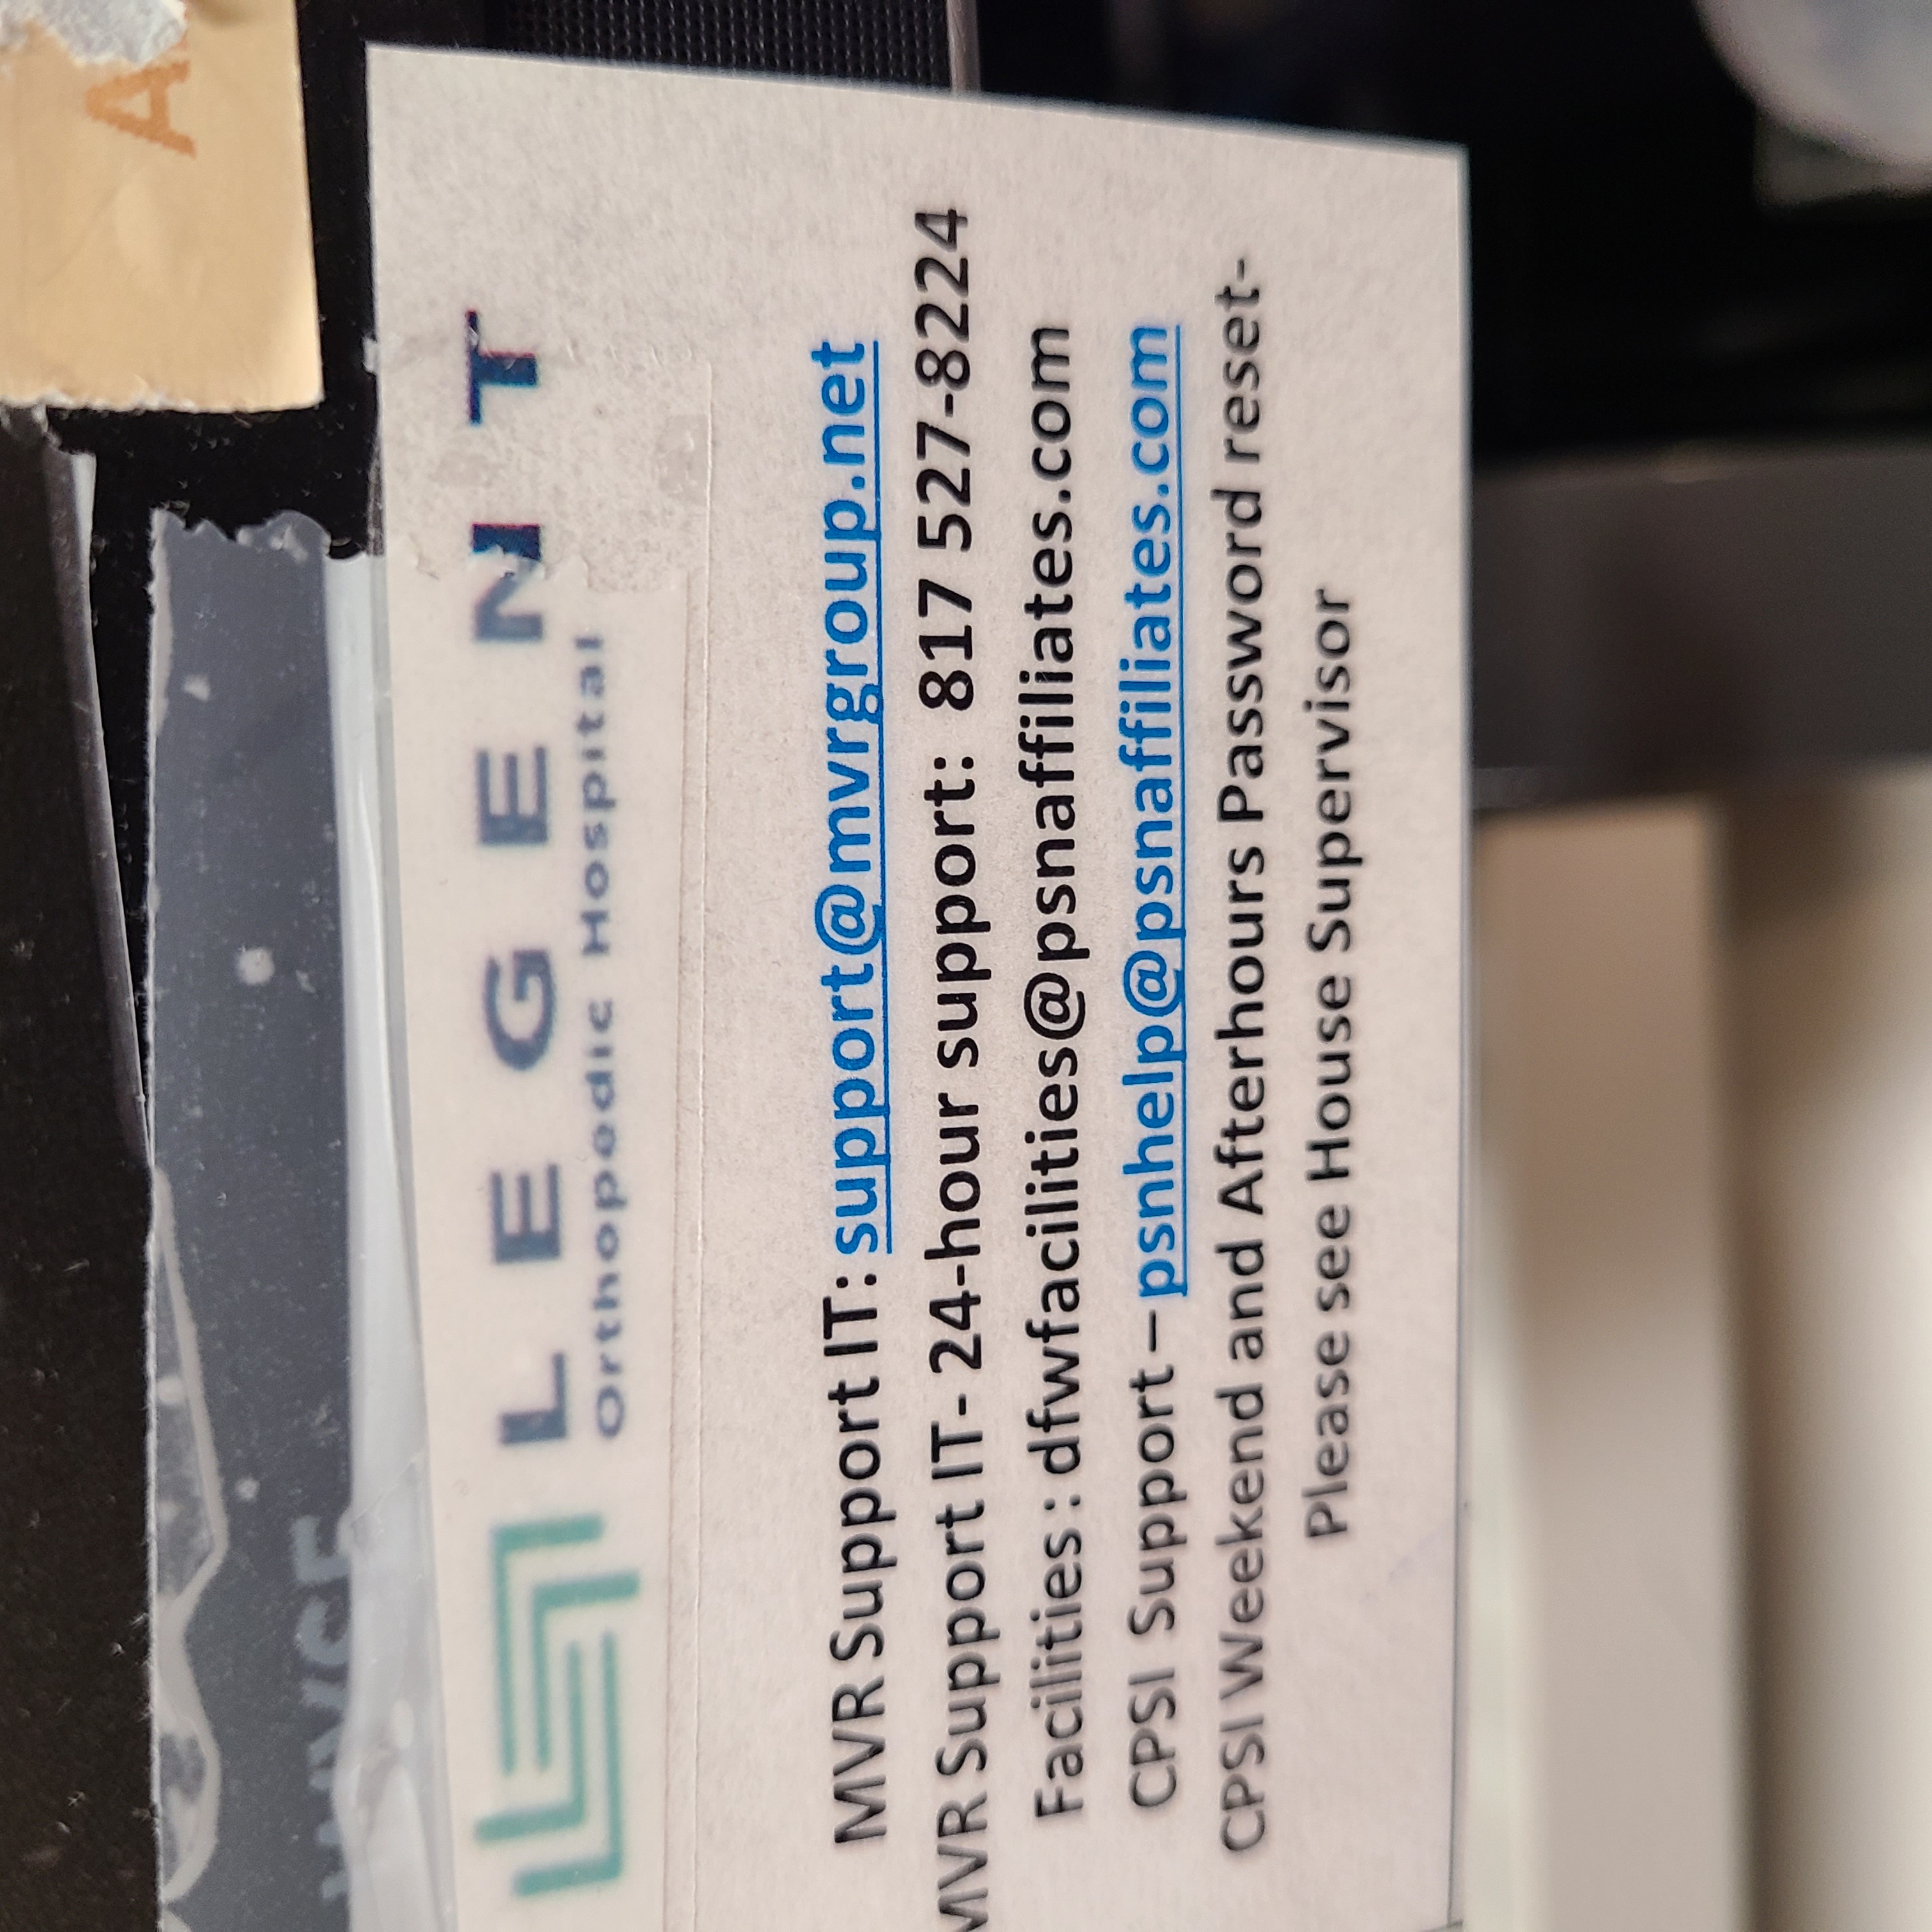 LEGENT
Orthopedic Hospital
MVR Support IT: support@mvrgroup.net
MVR Support IT- 24-hour support: 817 527-8224
Facilities : dfwfacilities@psnaffiliates.com
CPSI Support – psnhelp@psnaffiliates.com
CPSI Weekend and Afterhours Password reset-
Please see House Supervisor